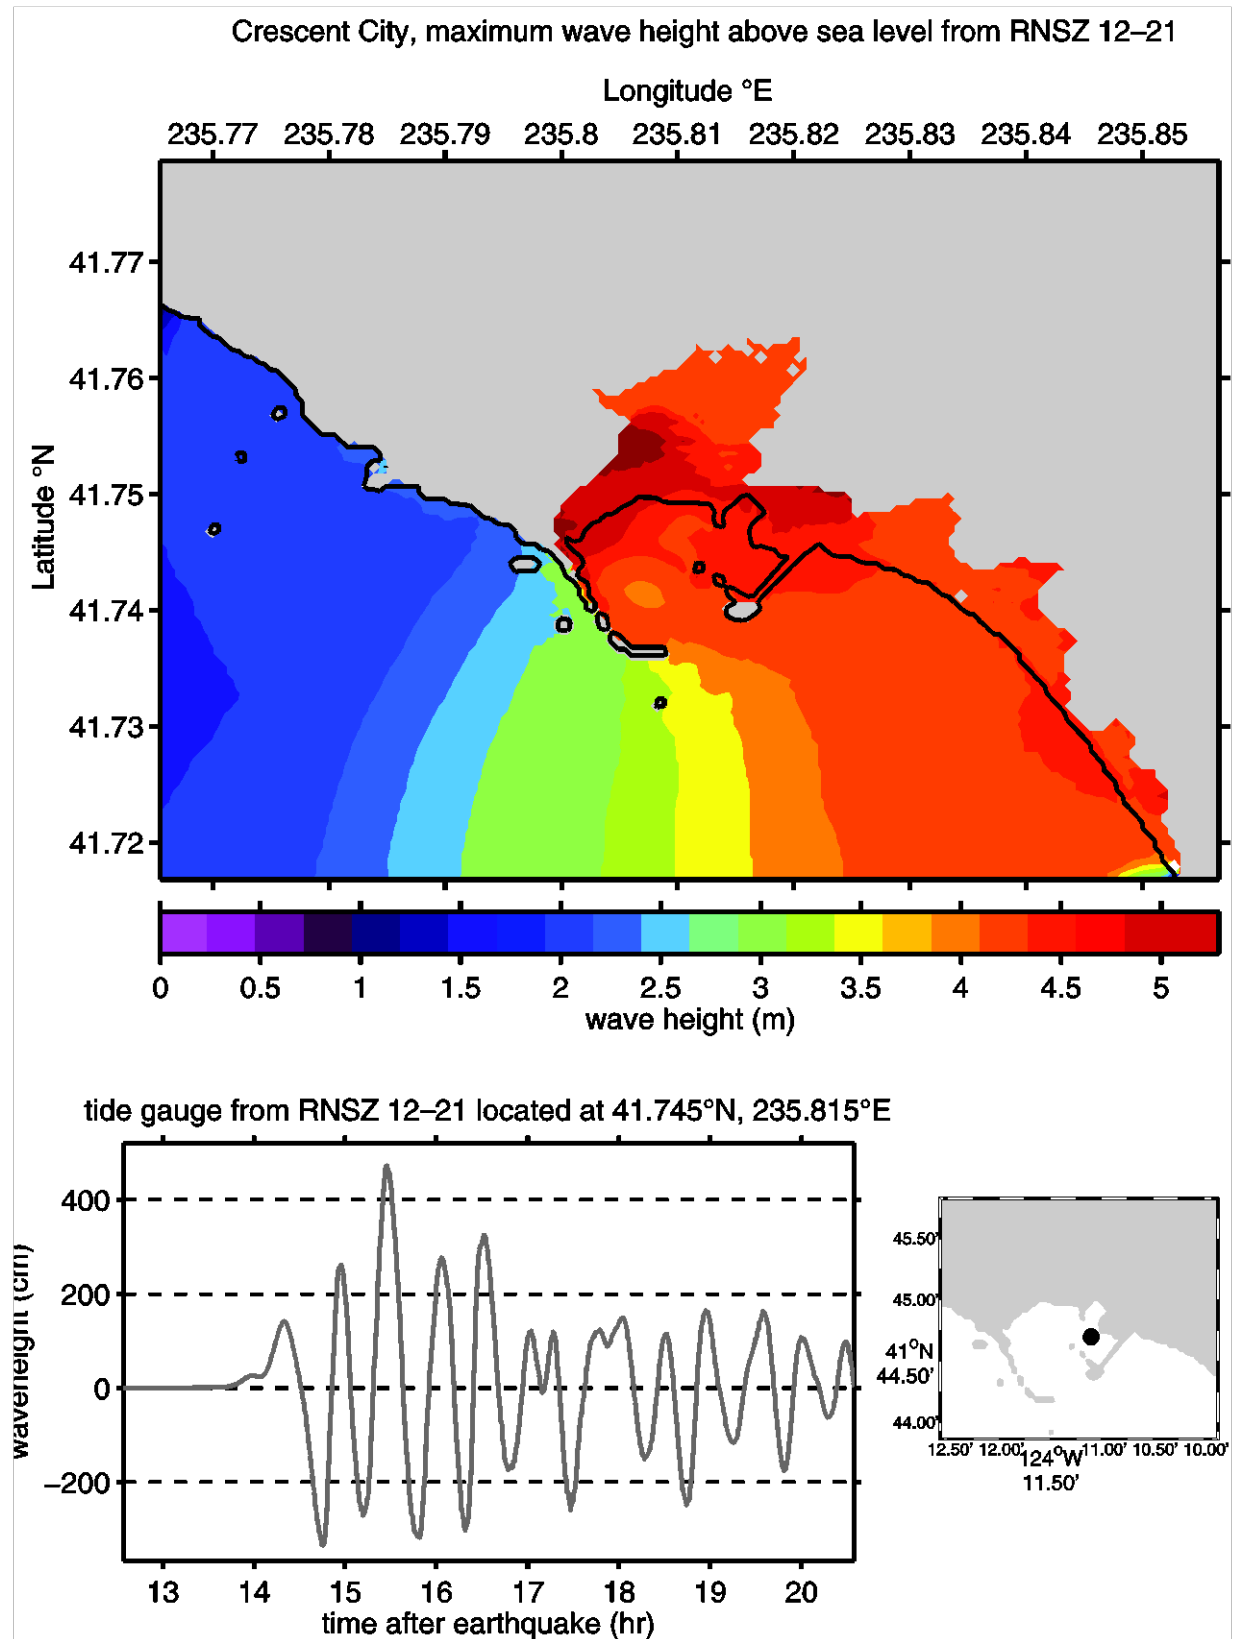 Crescent City, maximum wave height above sea level from RNSZ 12–21
Longitude °E
235.77 235.78 235.79 235.8 235.81 235.82 235.83 235.84 235.85
Latitude °N
41.77
41.76
41.75
41.74
41.73
41.72
0 0.5 1 1.5 2 2.5 3 3.5 4 4.5 5
wave height (m)
tide gauge from RNSZ 12–21 located at 41.745°N, 235.815°E
waveheight (cm)
400
200
0
−200
13 14 15 16 17 18 19 20
time after earthquake (hr)
45.50'
45.00'
41°N
44.50'
44.00'
12.50' 12.00' 124°W 11.00' 10.50' 10.00'
11.50'